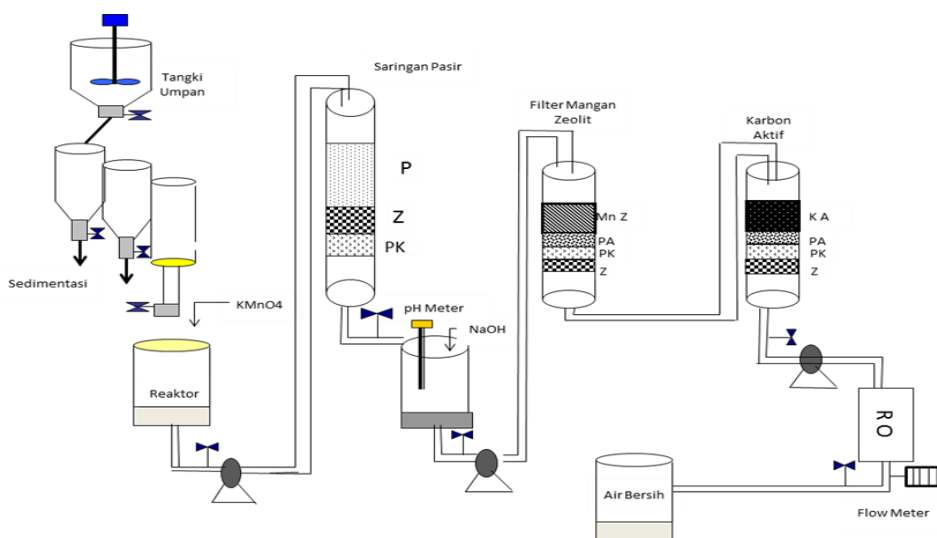 Tangki
Umpan
Sedimentasi
KMnO4
Reaktor
Saringan Pasir
P
Z
PK
pH Meter
NaOH
Filter Mangan
Zeolit
Mn Z
PA
PK
Z
Karbon
Aktif
K A
PA
PK
Z
RO
Flow Meter
Air Bersih